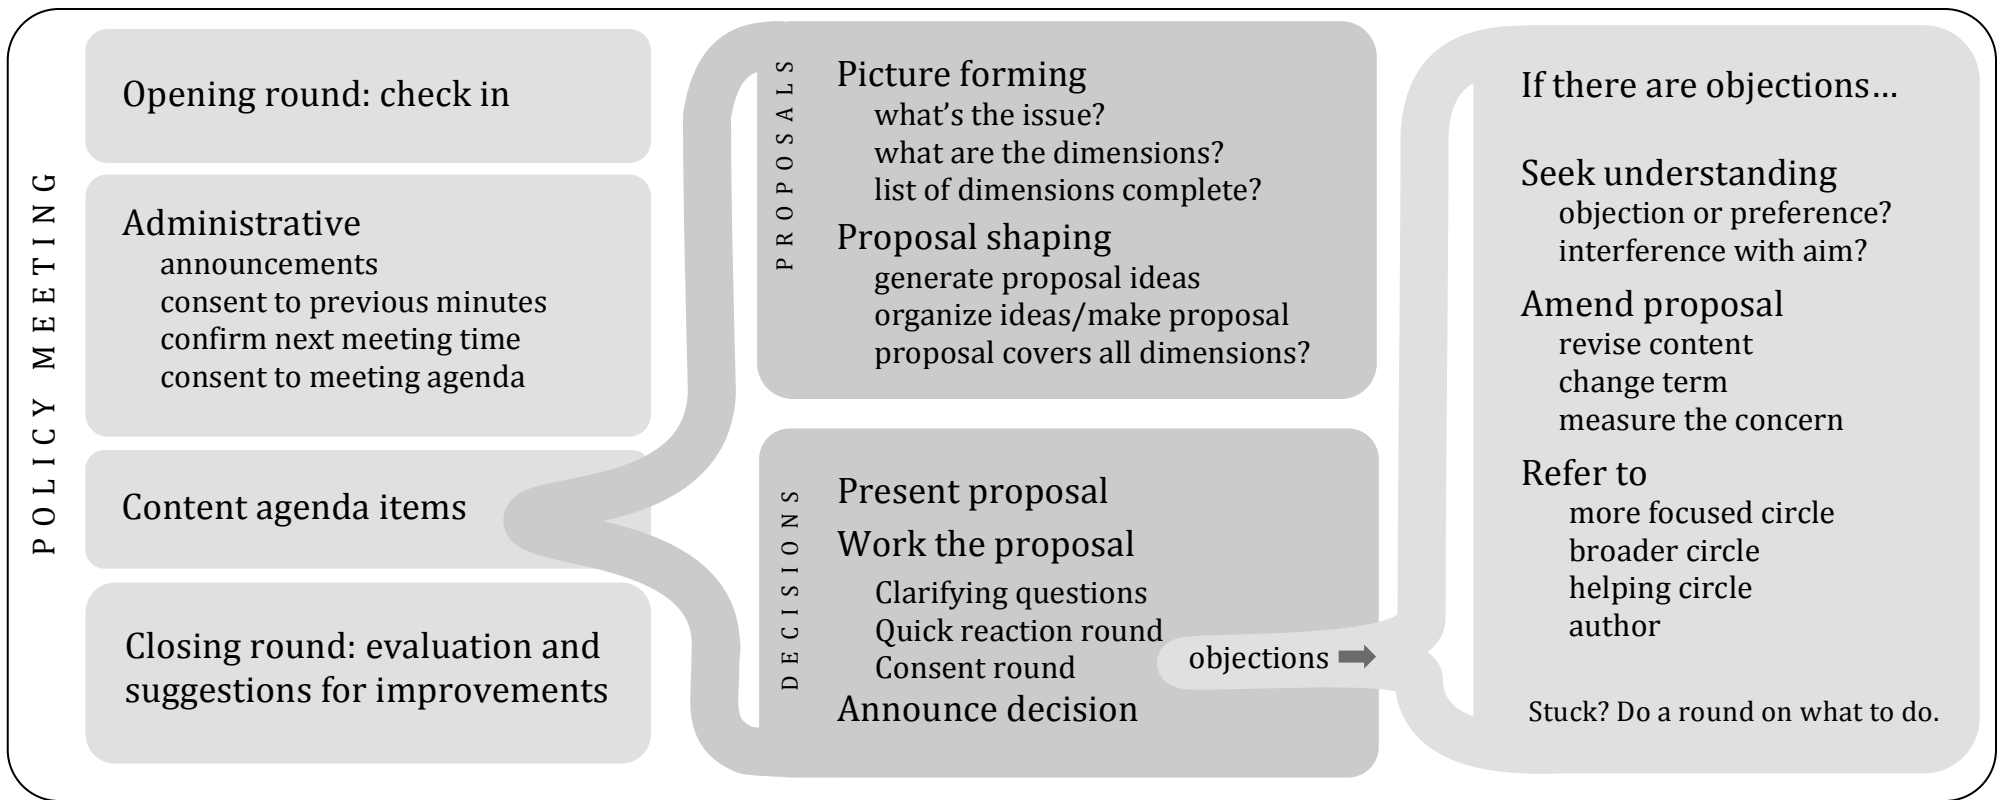 POLICY MEETING
Opening round: check in
Administrative
announcements
consent to previous minutes
confirm next meeting time
consent to meeting agenda
Content agenda items
Closing round: evaluation and
suggestions for improvements
PROPOSALS
Picture forming
what’s the issue?
what are the dimensions?
list of dimensions complete?
Proposal shaping
generate proposal ideas
organize ideas/make proposal
proposal covers all dimensions?
DECISIONS
Present proposal
Work the proposal
Clarifying questions
Quick reaction round
Consent round
objections
Announce decision
If there are objections…
Seek understanding
objection or preference?
interference with aim?
Amend proposal
revise content
change term
measure the concern
Refer to
more focused circle
broader circle
helping circle
author
Stuck? Do a round on what to do.